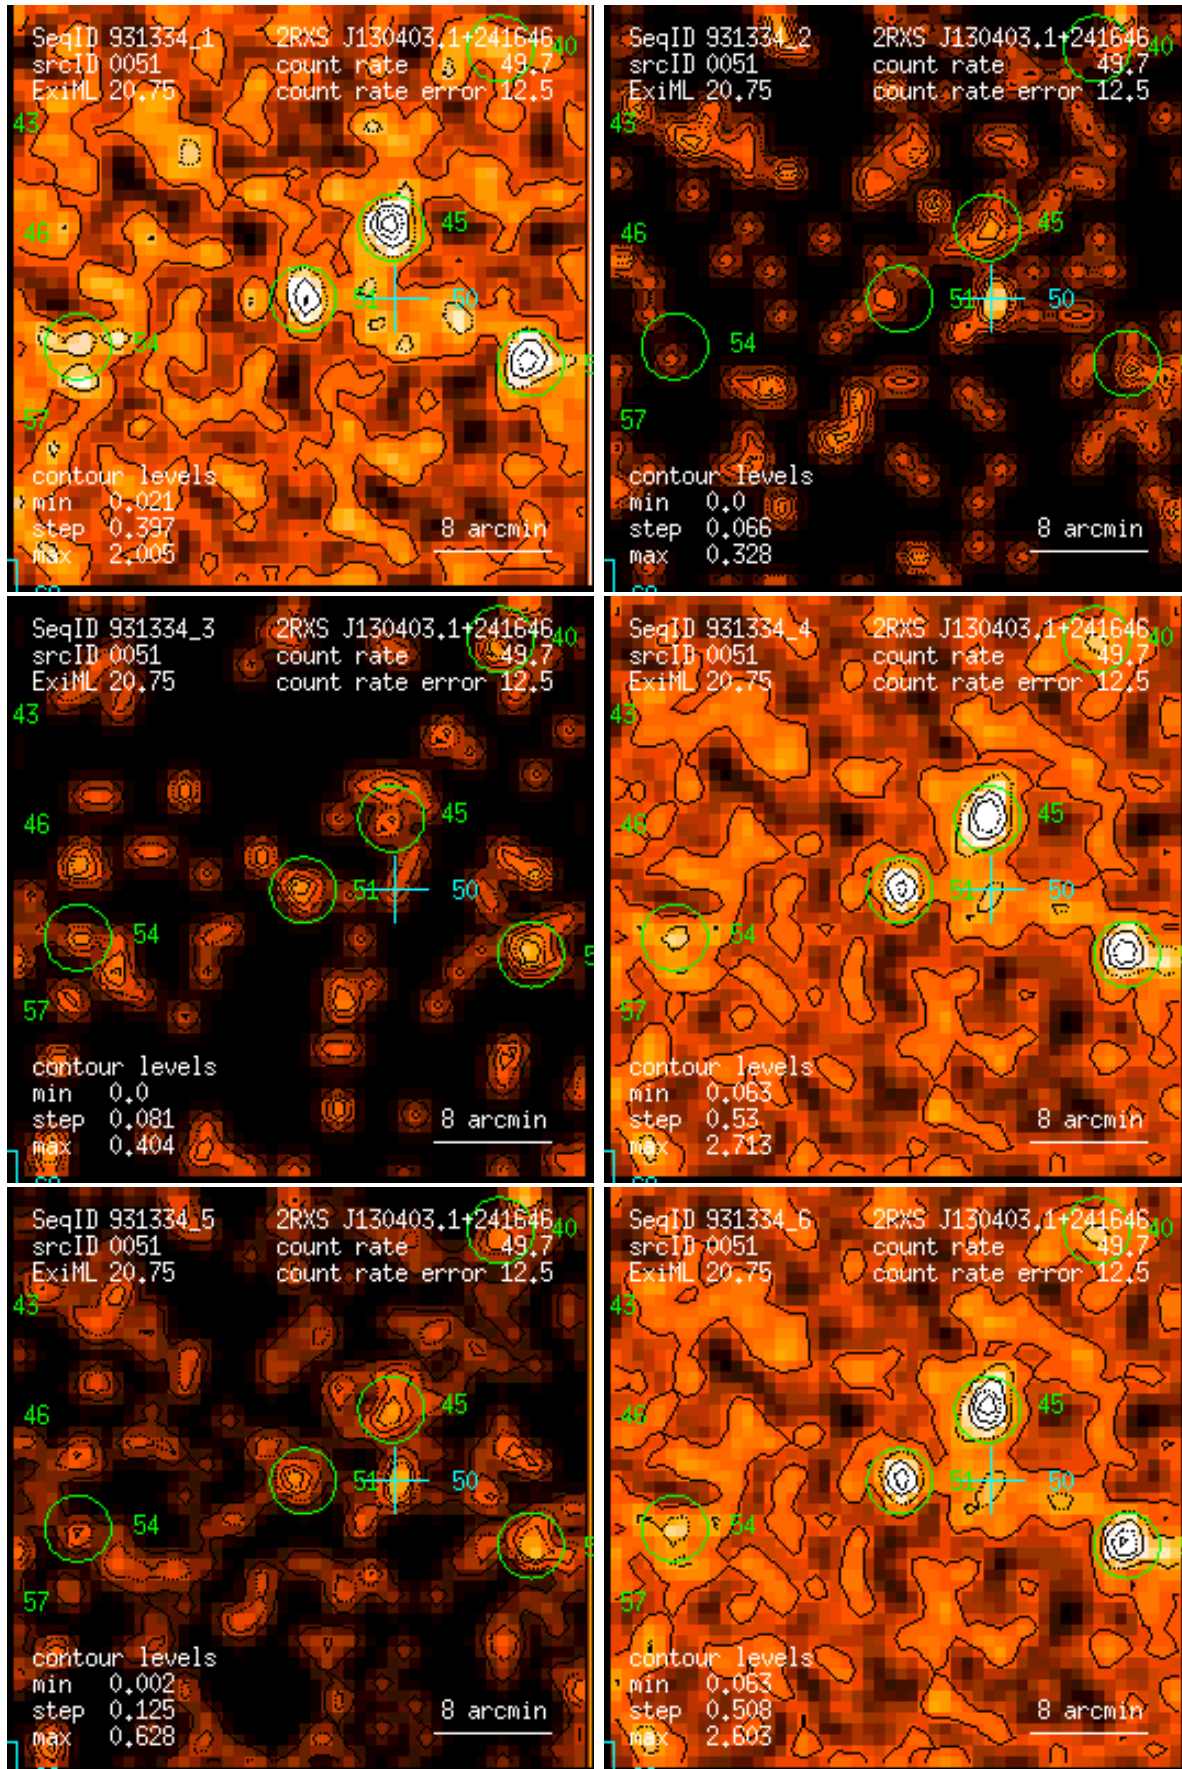 SeqID 931334_1 2RXS J130403.1+241646 40
srcID 0051 count rate 49.7
ExiML 20.75 count rate error 12.5
43
45
46
51 50
54
57
contour levels
min 0.021
step 0.397 8 arcmin
max 2.005
SeqID 931334_2 2RXS J130403.1+241646 40
srcID 0051 count rate 49.7
ExiML 20.75 count rate error 12.5
43
45
46
51 50
54
57
contour levels
min 0.0
step 0.066 8 arcmin
max 0.328
SeqID 931334_3 2RXS J130403.1+241646 40
srcID 0051 count rate 49.7
ExiML 20.75 count rate error 12.5
43
45
46
51 50
54
57
contour levels
min 0.0
step 0.081 8 arcmin
max 0.404
SeqID 931334_4 2RXS J130403.1+241646 40
srcID 0051 count rate 49.7
ExiML 20.75 count rate error 12.5
43
45
46
51 50
54
57
contour levels
min 0.063
step 0.53 8 arcmin
max 2.713
SeqID 931334_5 2RXS J130403.1+241646 40
srcID 0051 count rate 49.7
ExiML 20.75 count rate error 12.5
43
45
46
51 50
54
57
contour levels
min 0.002
step 0.125 8 arcmin
max 0.628
SeqID 931334_6 2RXS J130403.1+241646 40
srcID 0051 count rate 49.7
ExiML 20.75 count rate error 12.5
43
45
46
51 50
54
57
contour levels
min 0.063
step 0.508 8 arcmin
max 2.603